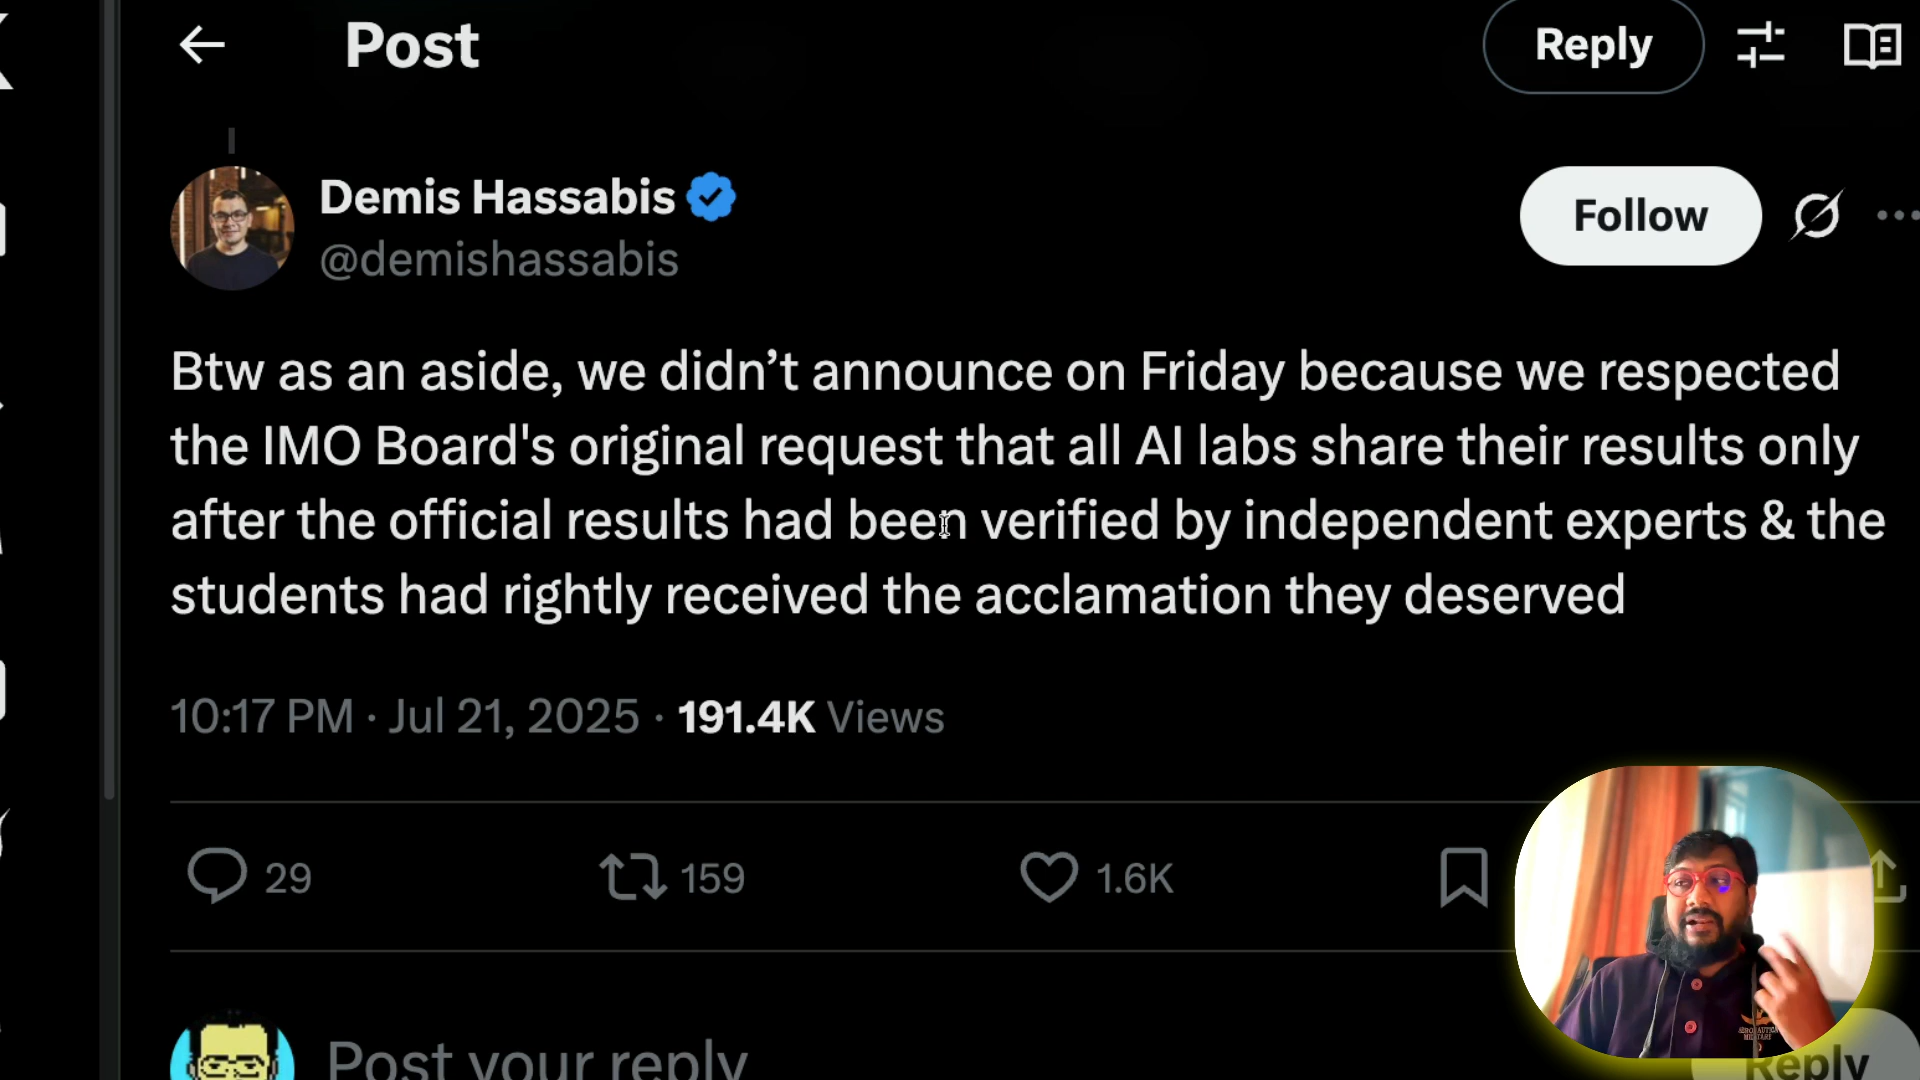 Post
Reply
Demis Hassabis
@demishassabis
Follow
Btw as an aside, we didn’t announce on Friday because we respected
the IMO Board's original request that all AI labs share their results only
after the official results had been verified by independent experts & the
students had rightly received the acclamation they deserved
10:17 PM · Jul 21, 2025 · 191.4K Views
29
159
1.6K
Post your reply
Reply